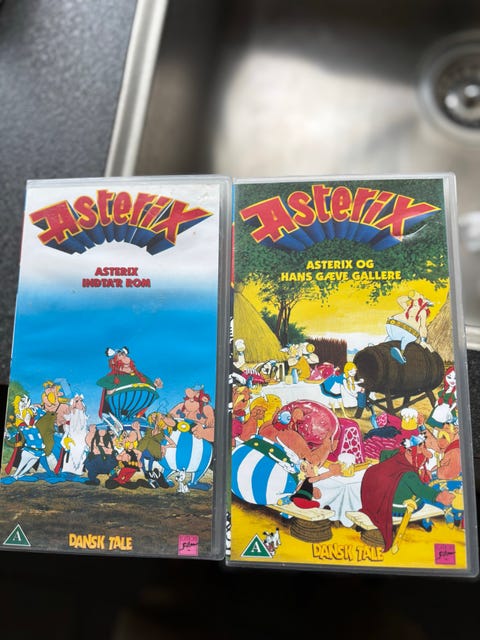 Asterix
ASTERIX
INDTA'R ROM
A
DANSK TALE
Asterix
ASTERIX OG
HANS GÆVE GALLERE
A
DANSK TALE